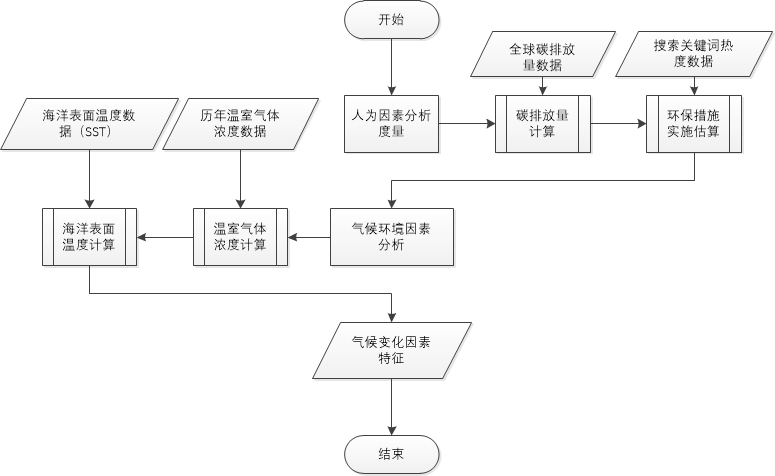 开始
全球碳排放
量数据
搜索关键词热
度数据
人为因素分析
度量
碳排放量
计算
环保措施
实施估算
海洋表面温度数
据（SST）
历年温室气体
浓度数据
海洋表面
温度计算
温室气体
浓度计算
气候环境因素
分析
气候变化因素
特征
结束